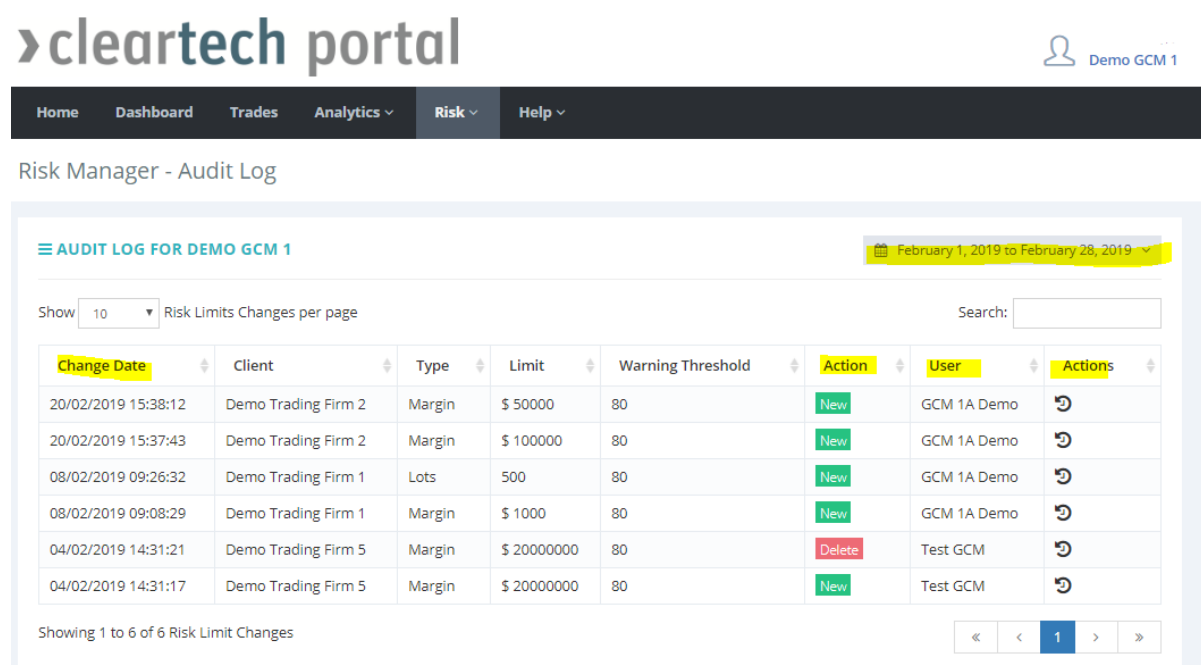 cleartech portal
Demo GCM 1
Home Dashboard Trades Analytics Risk Help
Risk Manager - Audit Log
AUDIT LOG FOR DEMO GCM 1
February 1, 2019 to February 28, 2019
Show 10 Risk Limits Changes per page
Search:
Change Date Client Type Limit Warning Threshold Action User Actions
20/02/2019 15:38:12 Demo Trading Firm 2 Margin $ 50000 80 New GCM 1A Demo
20/02/2019 15:37:43 Demo Trading Firm 2 Margin $ 100000 80 New GCM 1A Demo
08/02/2019 09:26:32 Demo Trading Firm 1 Lots 500 80 New GCM 1A Demo
08/02/2019 09:08:29 Demo Trading Firm 1 Margin $ 1000 80 New GCM 1A Demo
04/02/2019 14:31:21 Demo Trading Firm 5 Margin $ 20000000 80 Delete Test GCM
04/02/2019 14:31:17 Demo Trading Firm 5 Margin $ 20000000 80 New Test GCM
Showing 1 to 6 of 6 Risk Limit Changes
« ‹ 1 › »